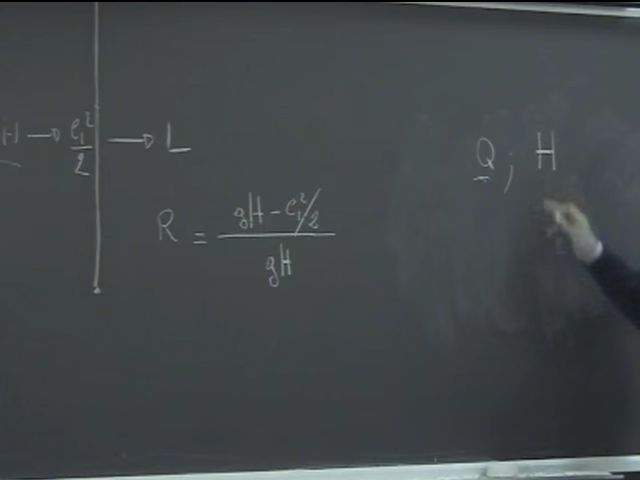 → c₁²/2 → L
R = (gH - c₁²/2) / gH
Q ; H